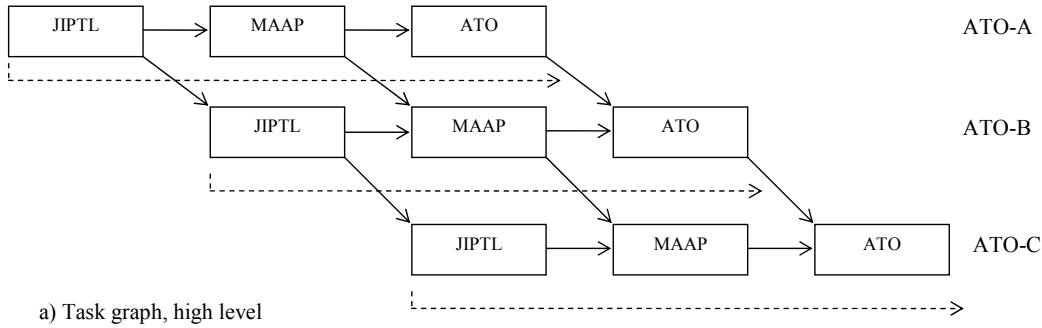 JIPTL MAAP ATO ATO-A
JIPTL MAAP ATO ATO-B
JIPTL MAAP ATO ATO-C
a) Task graph, high level